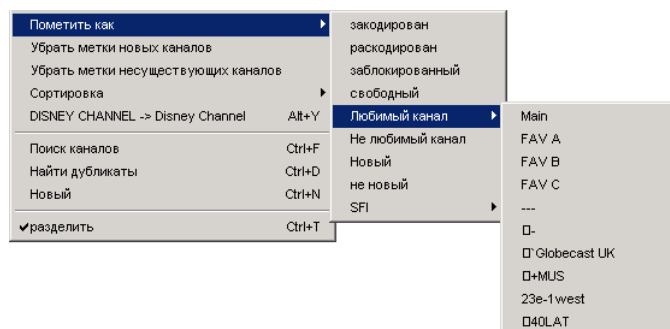 Пометить как
Убрать метки новых каналов
Убрать метки несуществующих каналов
Сортировка
DISNEY CHANNEL -> Disney Channel Alt+Y
Поиск каналов Ctrl+F
Найти дубликаты Ctrl+D
Новый Ctrl+N
разделить Ctrl+T
закодирован
раскодирован
заблокированный
свободный
Любимый канал
Не любимый канал
Новый
не новый
SFI
Main
FAV A
FAV B
FAV C
---
□-
□`Globecast UK
□+MUS
23e-1west
□40LAT